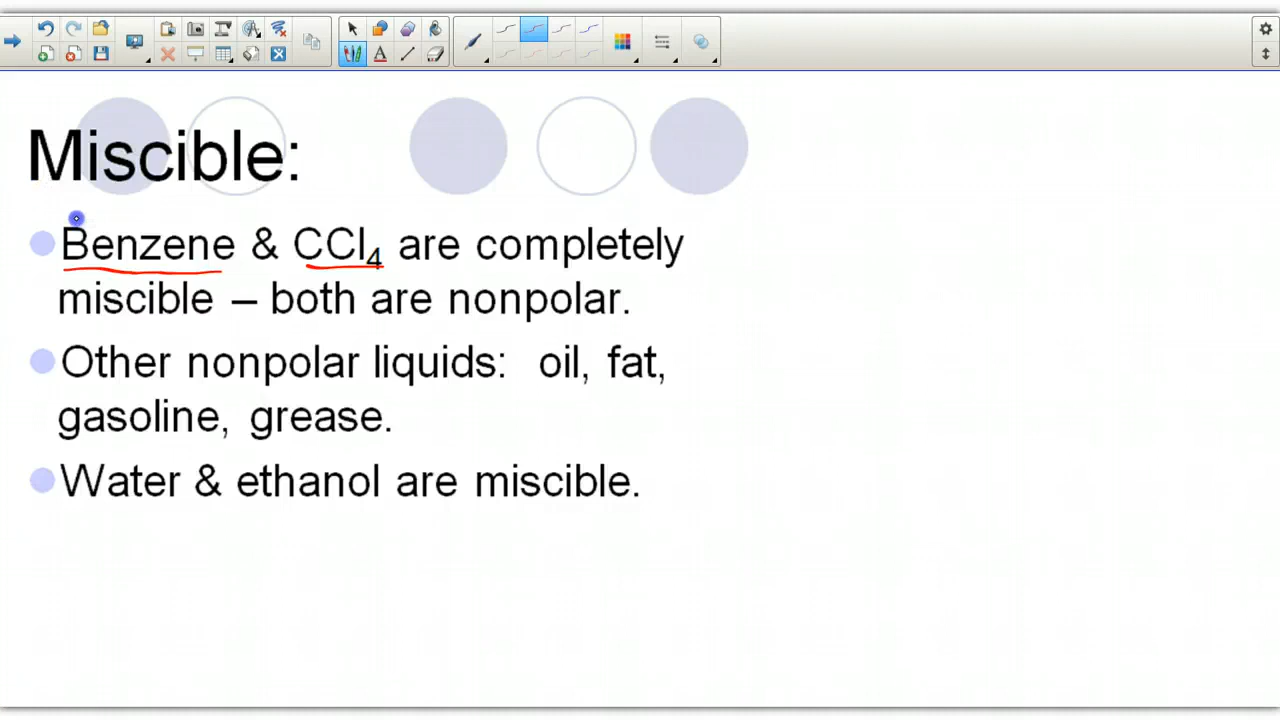 Miscible:
Benzene & CCl₄ are completely
miscible – both are nonpolar.
Other nonpolar liquids: oil, fat,
gasoline, grease.
Water & ethanol are miscible.